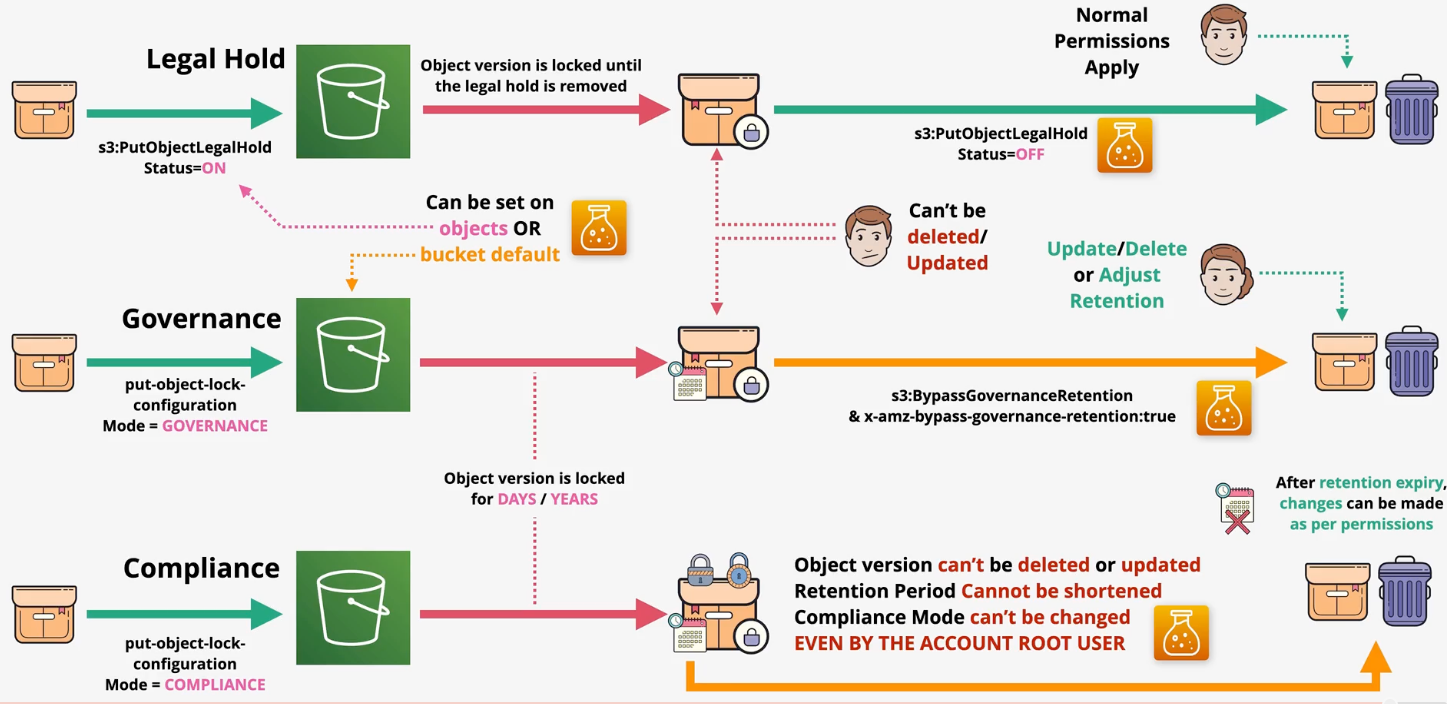 Legal Hold
s3:PutObjectLegalHold
Status=ON
Object version is locked until
the legal hold is removed
s3:PutObjectLegalHold
Status=OFF
Normal
Permissions
Apply
Can be set on
objects OR
bucket default
Can't be
deleted/
Updated
Update/Delete
or Adjust
Retention
Governance
put-object-lock-
configuration
Mode = GOVERNANCE
s3:BypassGovernanceRetention
& x-amz-bypass-governance-retention:true
Object version is locked
for DAYS / YEARS
After retention expiry,
changes can be made
as per permissions
Compliance
put-object-lock-
configuration
Mode = COMPLIANCE
Object version can't be deleted or updated
Retention Period Cannot be shortened
Compliance Mode can't be changed
EVEN BY THE ACCOUNT ROOT USER